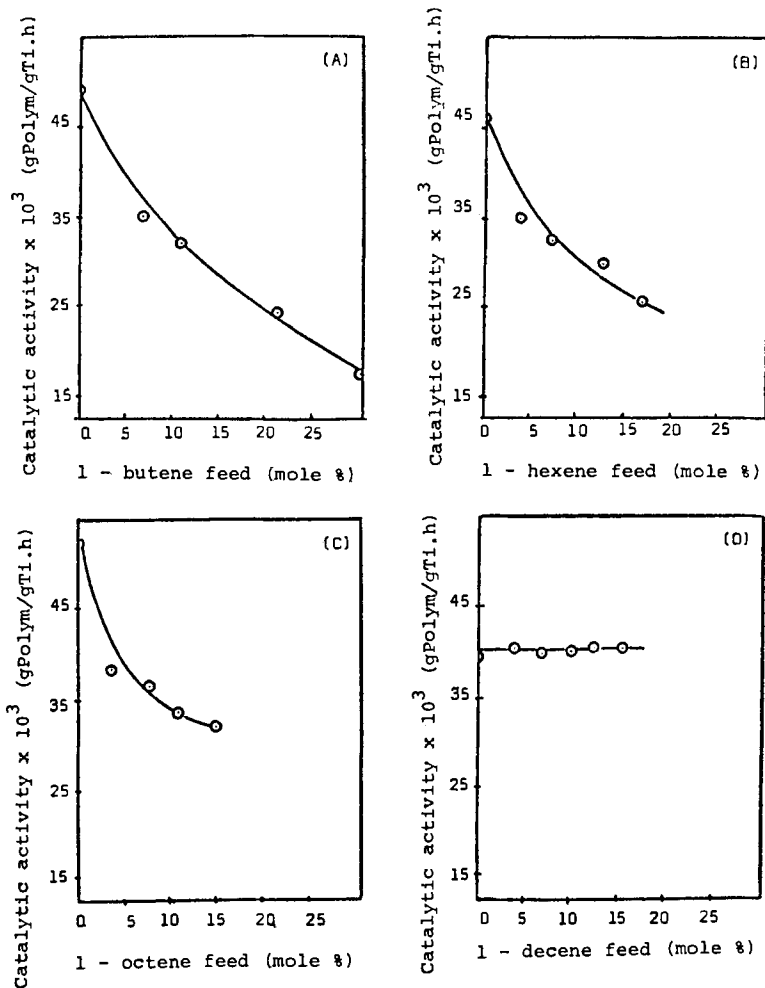 (A)
Catalytic activity x 10³ (gPolym/gTi.h)
45
35
25
15
0 5 10 15 20 25
1 - butene feed (mole %)
(B)
Catalytic activity x 10³ (gPolym/gTi.h)
45
35
25
15
0 5 10 15 20 25
1 - hexene feed (mole %)
(C)
Catalytic activity x 10³ (gPolym/gTi.h)
45
35
25
15
0 5 10 15 20 25
1 - octene feed (mole %)
(D)
Catalytic activity x 10³ (gPolym/gTi.h)
45
35
25
15
0 5 10 15 20 25
1 - decene feed (mole %)